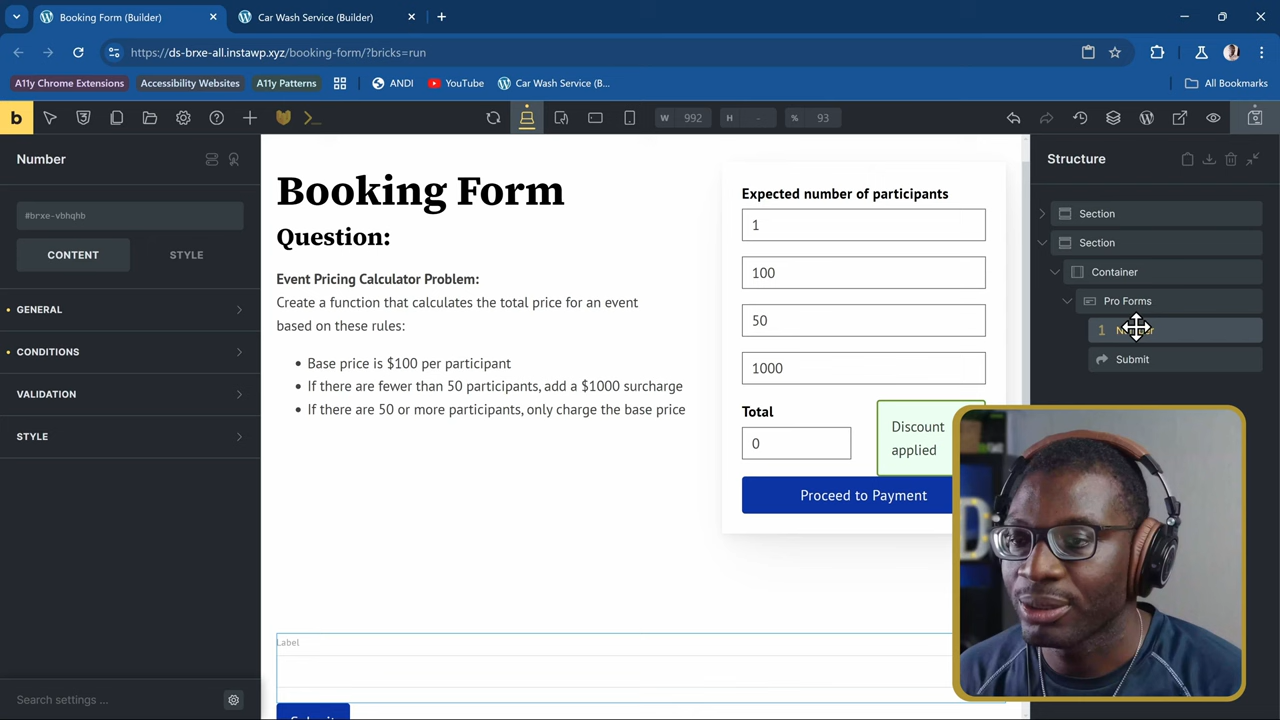 Booking Form (Builder)
Car Wash Service (Builder)
https://ds-brxe-all.instawp.xyz/booking-form/?bricks=run
A11y Chrome Extensions
Accessibility Websites
A11y Patterns
ANDI
YouTube
Car Wash Service (B...
All Bookmarks
b
W 992
H -
% 93
Number
#brxe-vbhqhb
CONTENT
STYLE
GENERAL
CONDITIONS
VALIDATION
STYLE
Search settings ...
Booking Form
Question:
Event Pricing Calculator Problem:
Create a function that calculates the total price for an event
based on these rules:
Base price is $100 per participant
If there are fewer than 50 participants, add a $1000 surcharge
If there are 50 or more participants, only charge the base price
Expected number of participants
1
100
50
1000
Total
0
Discount
applied
Proceed to Payment
Label
Structure
Section
Section
Container
Pro Forms
1
Submit